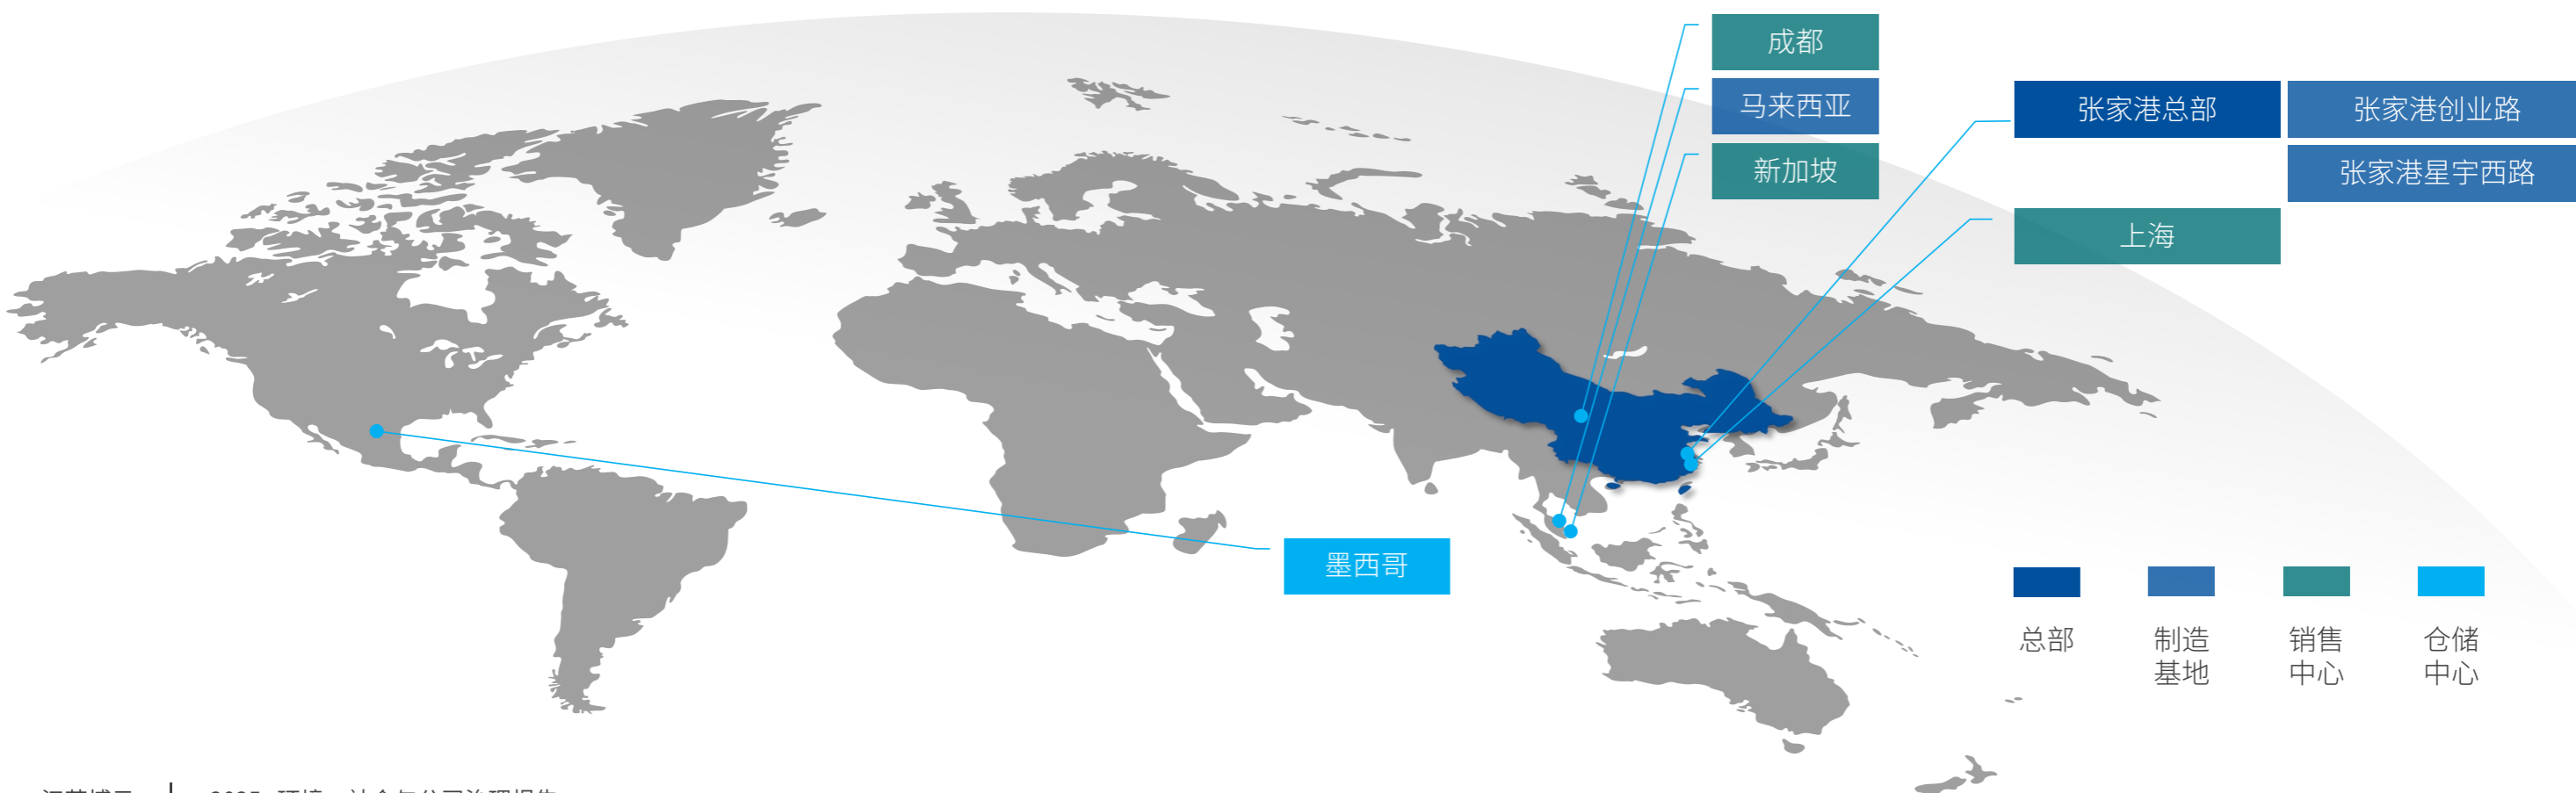 成都
马来西亚
新加坡
张家港总部
张家港创业路
张家港星宇西路
上海
墨西哥
总部
制造
基地
销售
中心
仓储
中心